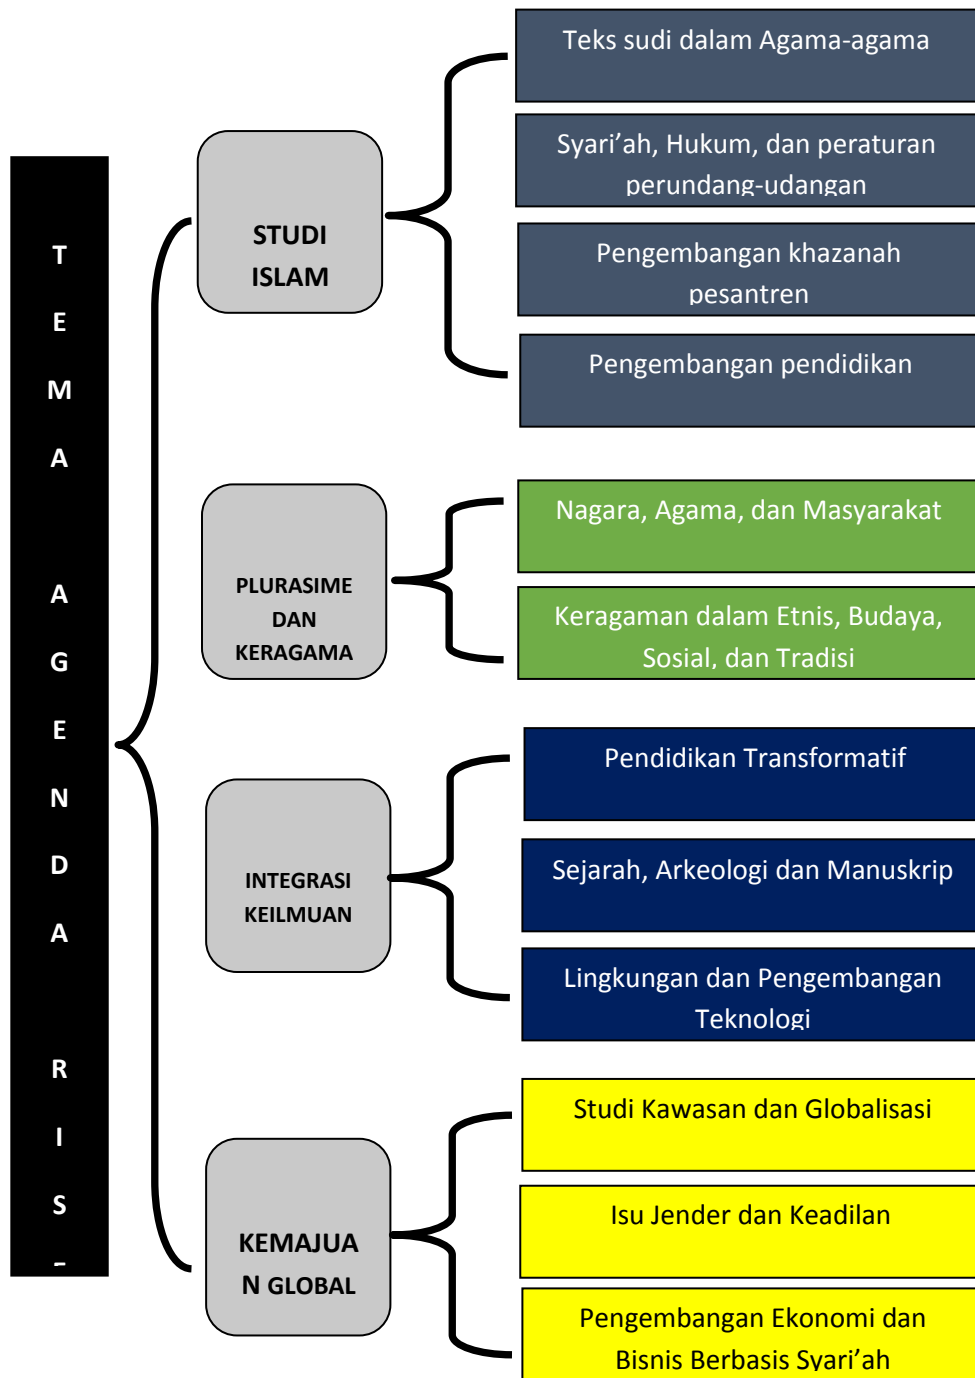 TEMA AGENDA RIS
STUDI
ISLAM
Teks sudi dalam Agama-agama
Syari’ah, Hukum, dan peraturan
perundang-udangan
Pengembangan khazanah
pesantren
Pengembangan pendidikan
PLURASIME
DAN
KERAGAMA
Nagara, Agama, dan Masyarakat
Keragaman dalam Etnis, Budaya,
Sosial, dan Tradisi
INTEGRASI
KEILMUAN
Pendidikan Transformatif
Sejarah, Arkeologi dan Manuskrip
Lingkungan dan Pengembangan
Teknologi
KEMAJUA
N GLOBAL
Studi Kawasan dan Globalisasi
Isu Jender dan Keadilan
Pengembangan Ekonomi dan
Bisnis Berbasis Syari’ah